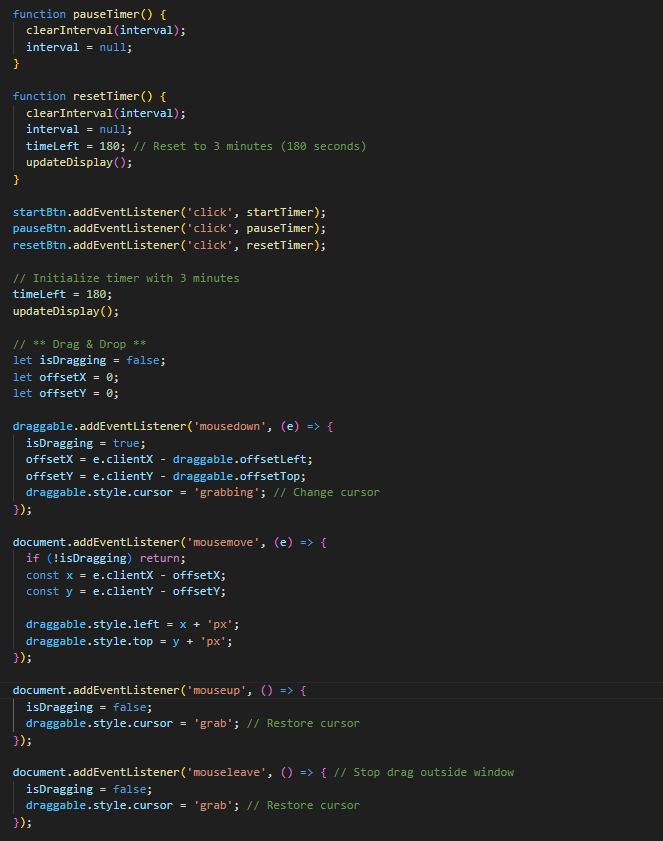 function pauseTimer() {
  clearInterval(interval);
  interval = null;
}

function resetTimer() {
  clearInterval(interval);
  interval = null;
  timeLeft = 180; // Reset to 3 minutes (180 seconds)
  updateDisplay();
}

startBtn.addEventListener('click', startTimer);
pauseBtn.addEventListener('click', pauseTimer);
resetBtn.addEventListener('click', resetTimer);

// Initialize timer with 3 minutes
timeLeft = 180;
updateDisplay();

// ** Drag & Drop **
let isDragging = false;
let offsetX = 0;
let offsetY = 0;

draggable.addEventListener('mousedown', (e) => {
  isDragging = true;
  offsetX = e.clientX - draggable.offsetLeft;
  offsetY = e.clientY - draggable.offsetTop;
  draggable.style.cursor = 'grabbing'; // Change cursor
});

document.addEventListener('mousemove', (e) => {
  if (!isDragging) return;
  const x = e.clientX - offsetX;
  const y = e.clientY - offsetY;

  draggable.style.left = x + 'px';
  draggable.style.top = y + 'px';
});

document.addEventListener('mouseup', () => {
  isDragging = false;
  draggable.style.cursor = 'grab'; // Restore cursor
});

document.addEventListener('mouseleave', () => { // Stop drag outside window
  isDragging = false;
  draggable.style.cursor = 'grab'; // Restore cursor
});